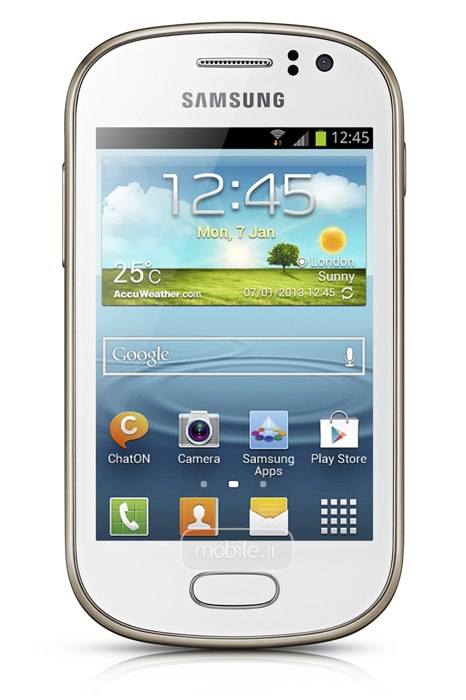 SAMSUNG
12:45
12:45
Mon, 7 Jan
25°C
London
Sunny
AccuWeather.com
07/01/2013 12:45
Google
ChatON
Camera
Samsung
Apps
Play Store
mobile.ir